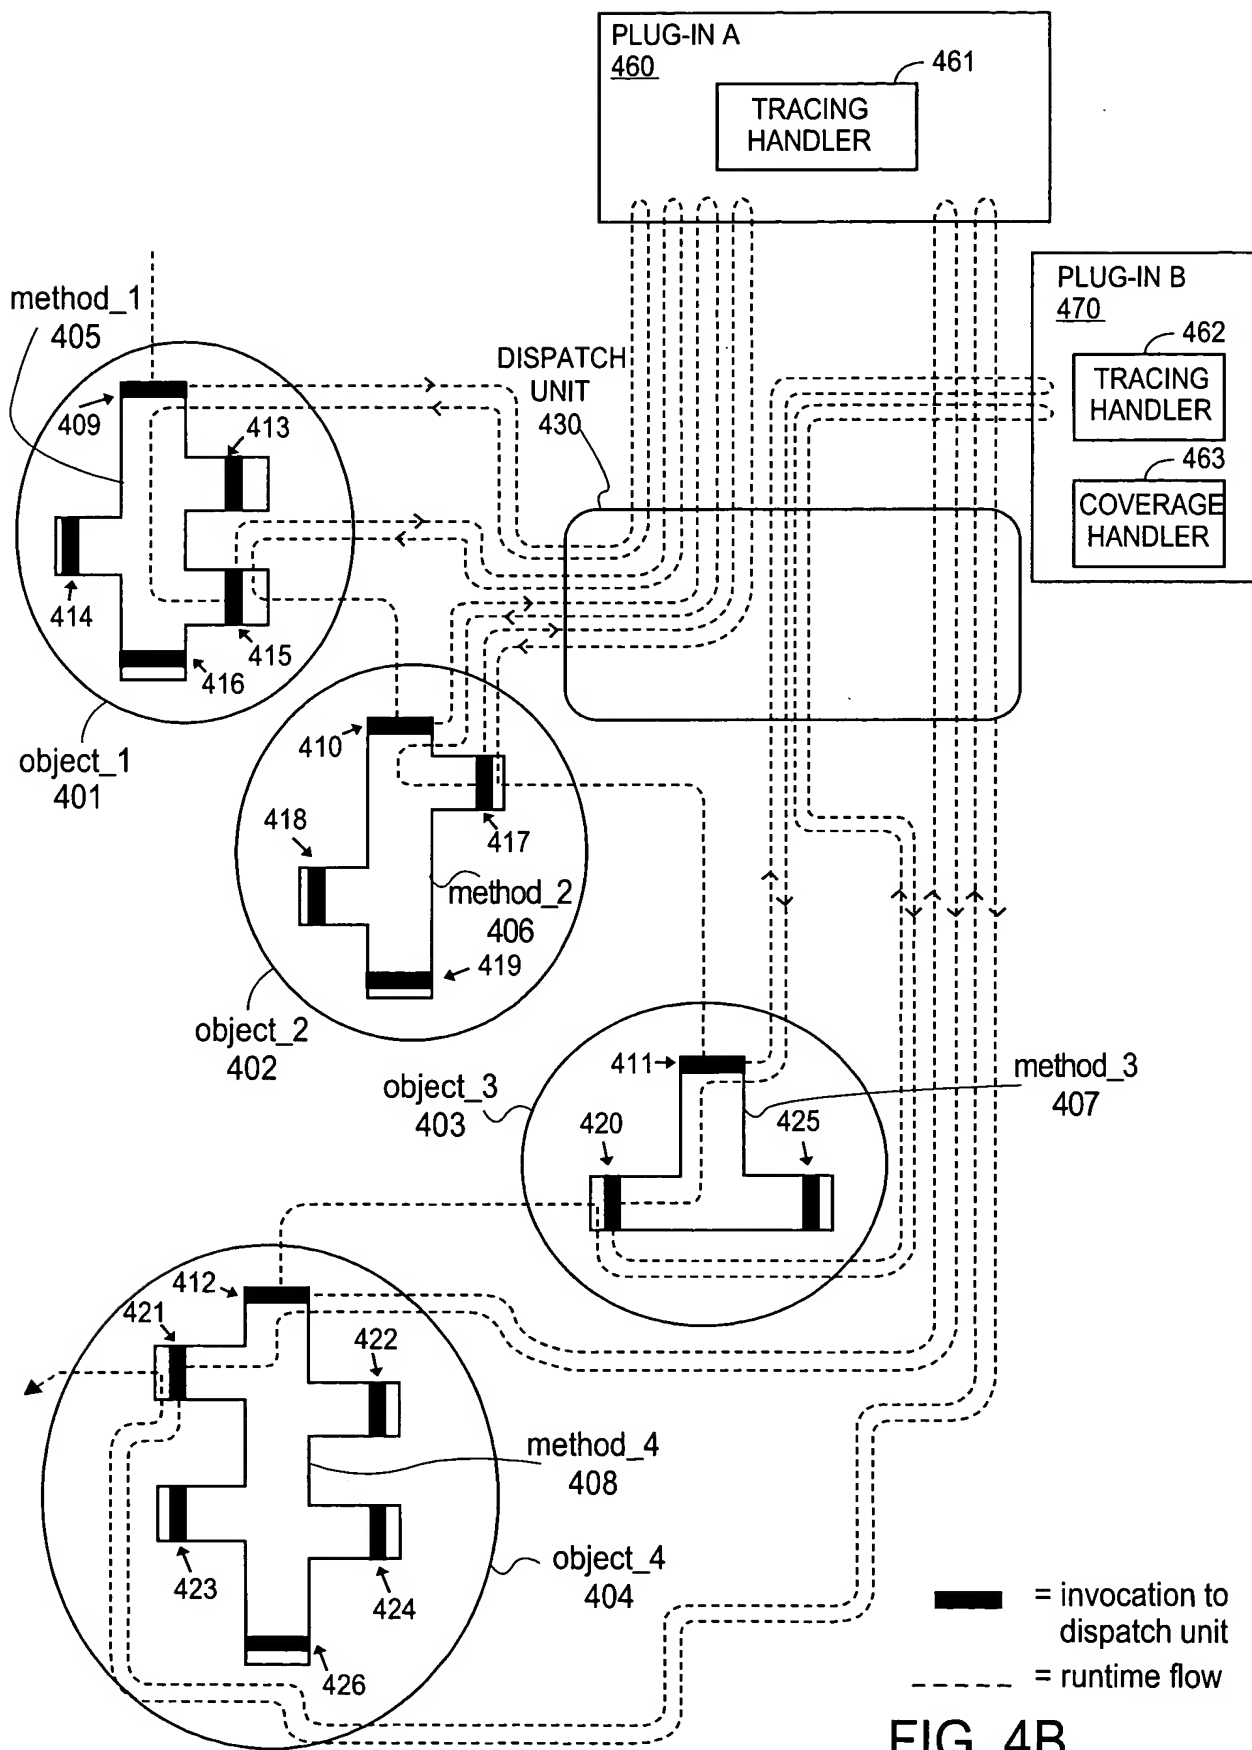 PLUG-IN A
460
461
TRACING
HANDLER
PLUG-IN B
470
462
TRACING
HANDLER
463
COVERAGE
HANDLER
method_1
405
DISPATCH
UNIT
430
409
413
414
415
416
object_1
401
410
417
418
method_2
406
419
object_2
402
411
method_3
407
object_3
403
420
425
412
421
422
method_4
408
423
424
object_4
404
426
= invocation to
dispatch unit
= runtime flow
FIG. 4B